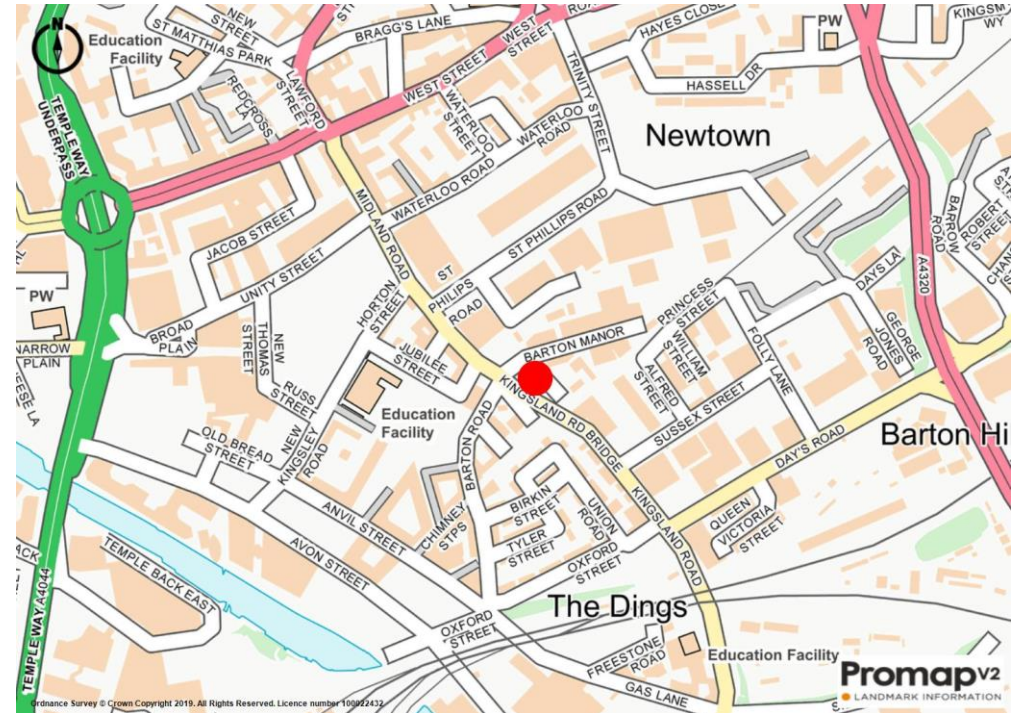 N
NEW
STREET
ST MATTHIAS PARK
Education
Facility
REDCROSS
LA
LAWFORD
STREET
BRAGG'S LANE
WEST STREET
WEST
STREET
HAYES CLOSE
PW
KINGSM
WY
HASSELL DR
TRINITY STREET
WATERLOO
STREET
WATERLOO
ROAD
WATERLOO ROAD
Newtown
TEMPLE WAY
UNDERPASS
MIDLAND ROAD
JACOB STREET
UNITY STREET
ST PHILLIPS ROAD
ST
PHILIPS
ROAD
BARROW
ROAD
ROBERT
STREET
A4320
DAYS LA
GEORGE
JONES
ROAD
PW
NARROW
PLAIN
BROAD
PLAIN
NEW
THOMAS
STREET
HORTON
STREET
JUBILEE
STREET
BARTON MANOR
PRINCESS
STREET
WILLIAM
STREET
ALFRED
STREET
FOLLY LANE
SUSSEX STREET
RUSS
STREET
NEW
KINGSLEY
ROAD
Education
Facility
KINGSLAND RD BRIDGE
BARTON ROAD
OLD BREAD
STREET
DAY'S ROAD
Barton Hi
CHIMNEY
STPS
BIRKIN
STREET
TYLER
STREET
UNION
ROAD
OXFORD
STREET
KINGSLAND ROAD
QUEEN
VICTORIA
STREET
ANVIL STREET
AVON STREET
TEMPLE BACK EAST
TEMPLE WAY A4044
OXFORD
STREET
The Dings
FREESTONE
ROAD
GAS LANE
Education Facility
Promap V2
LANDMARK INFORMATION
Ordnance Survey © Crown Copyright 2019. All Rights Reserved. Licence number 100022432